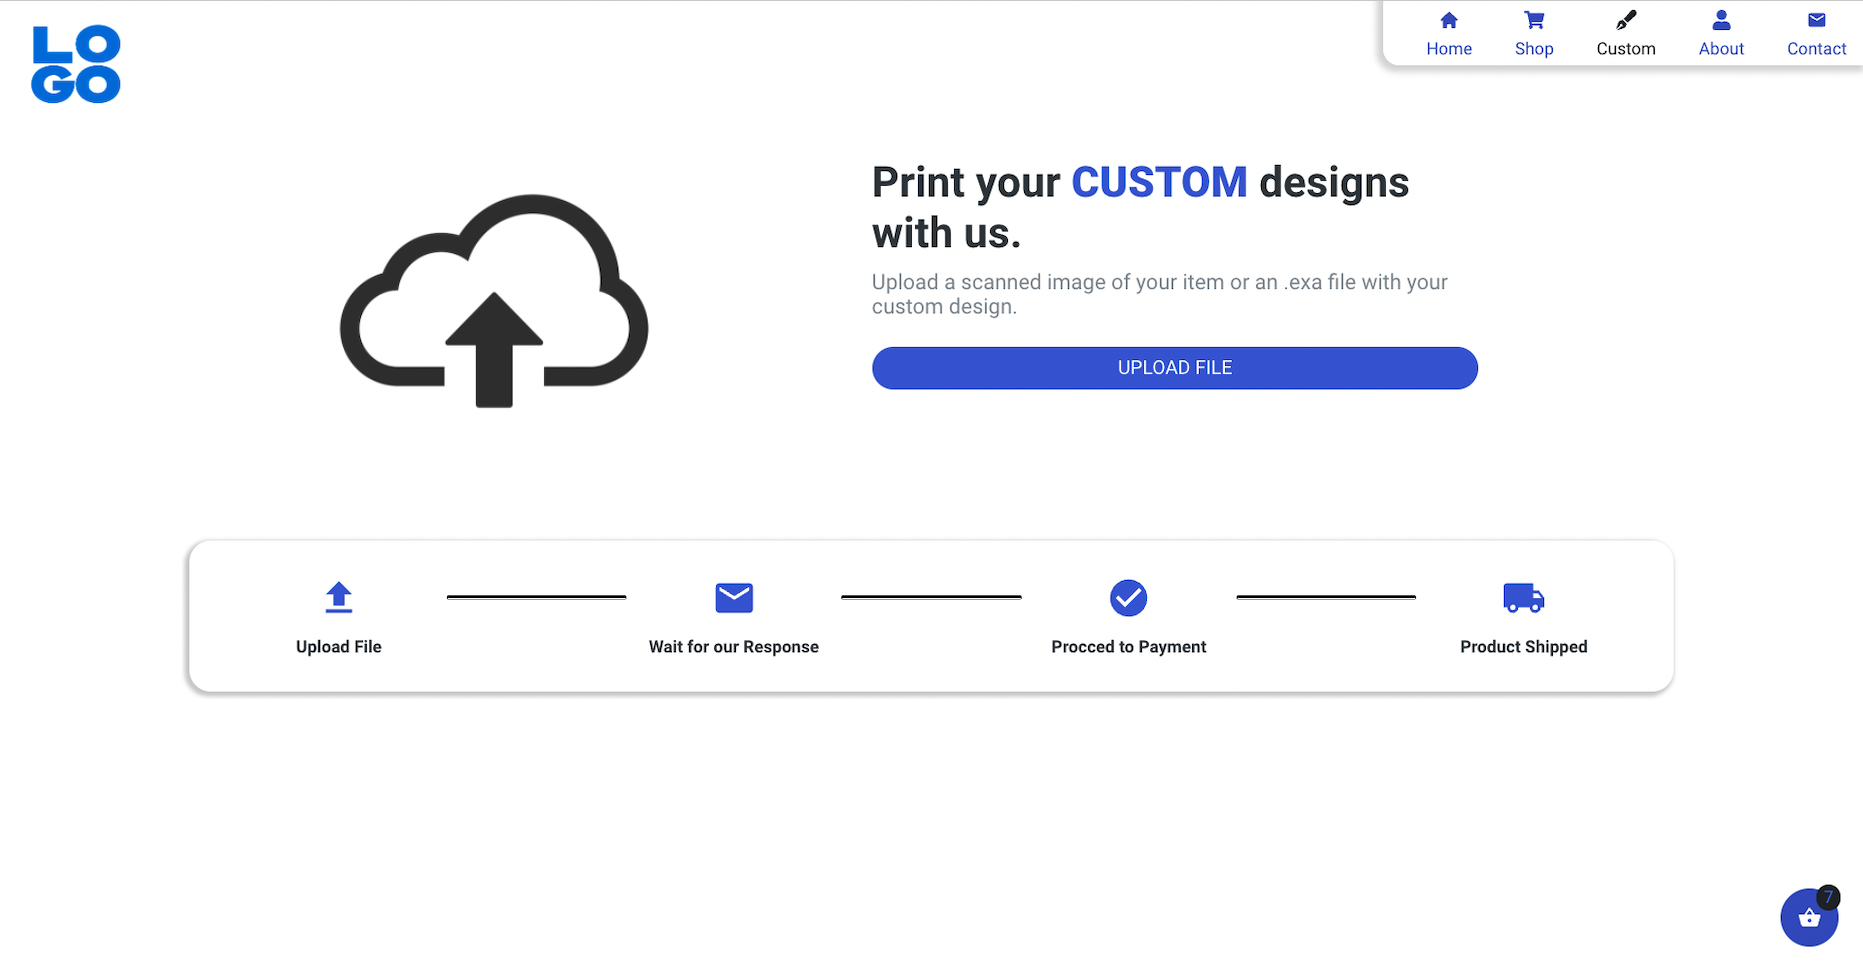 LO
GO
Home Shop Custom About Contact
Print your CUSTOM designs
with us.
Upload a scanned image of your item or an .exa file with your
custom design.
UPLOAD FILE
Upload File Wait for our Response Procced to Payment Product Shipped
7